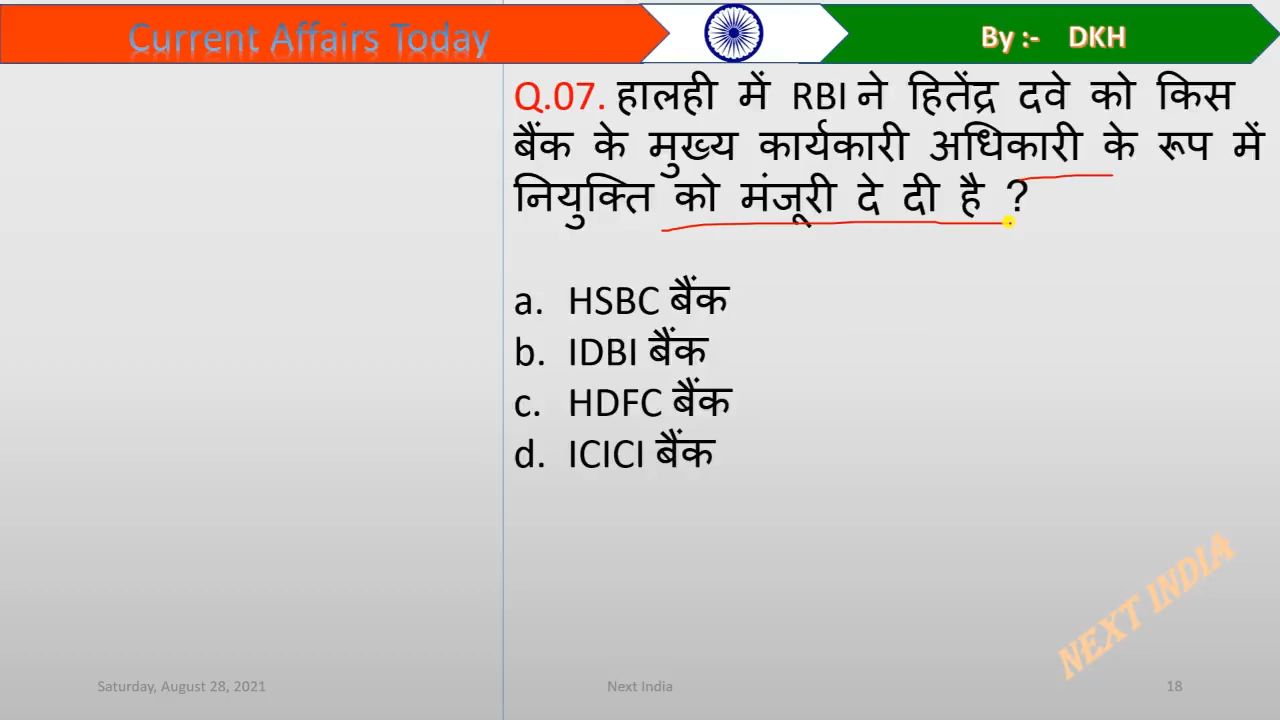 Current Affairs Today
By :- DKH
Q.07. हालही में RBI ने हितेंद्र दवे को किस
बैंक के मुख्य कार्यकारी अधिकारी के रूप में
नियुक्ति को मंजूरी दे दी है ?
a. HSBC बैंक
b. IDBI बैंक
c. HDFC बैंक
d. ICICI बैंक
NEXT INDIA
Saturday, August 28, 2021
Next India
18